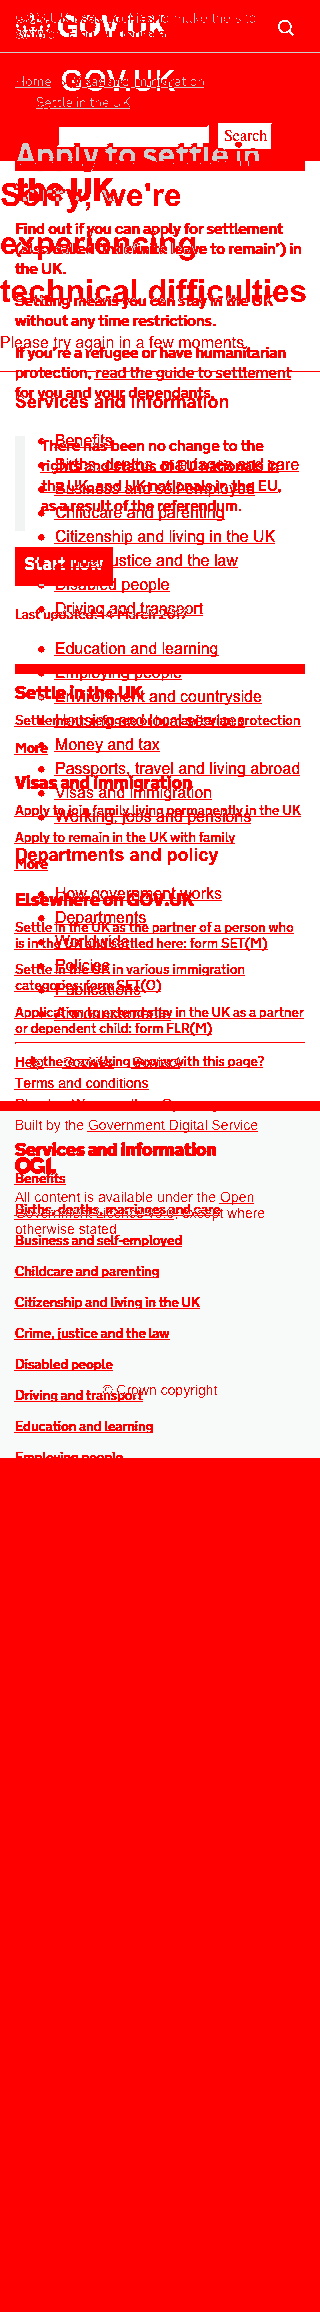 GOV.UK
GOV.UK
Home
Visas and immigration
Settle in the UK
Search
Apply to settle in
the UK
Sorry, we're
experiencing
technical difficulties
Find out if you can apply for settlement
(also called 'indefinite leave to remain') in
the UK.
Settling means you can stay in the UK
without any time restrictions.
Please try again in a few moments.
If you're a refugee or have humanitarian
protection, read the guide to settlement
for you and your dependants.
Services and information
Benefits
There has been no change to the
Births, deaths, marriages and care
rights and status of EU nationals in
the UK, and UK nationals in the EU,
Business and self-employed
as a result of the referendum.
Childcare and parenting
Citizenship and living in the UK
Crime, justice and the law
Start now
Disabled people
Driving and transport
Last updated: 14 March 2017
Education and learning
Employing people
Settle in the UK
Environment and countryside
Housing and local services
More
Money and tax
Passports, travel and living abroad
Visas and immigration
Visas and immigration
Apply to join family living permanently in the UK
Working, jobs and pensions
Apply to remain in the UK with family
Departments and policy
More
How government works
Elsewhere on GOV.UK
Departments
Settle in the UK as the partner of a person who
is in the UK and settled here: form SET(M)
Worldwide
Policies
Settle in the UK in various immigration
categories: form SET(O)
Publications
Application to extend stay in the UK as a partner
or dependent child: form FLR(M)
Announcements
Is there anything wrong with this page?
Help
Cookies
Contact
Terms and conditions
Built by the Government Digital Service
Services and information
OGL
Benefits
All content is available under the Open
Government Licence v3.0, except where
Births, deaths, marriages and care
otherwise stated
Business and self-employed
Childcare and parenting
Citizenship and living in the UK
Crime, justice and the law
Disabled people
© Crown copyright
Driving and transport
Education and learning
Employing people